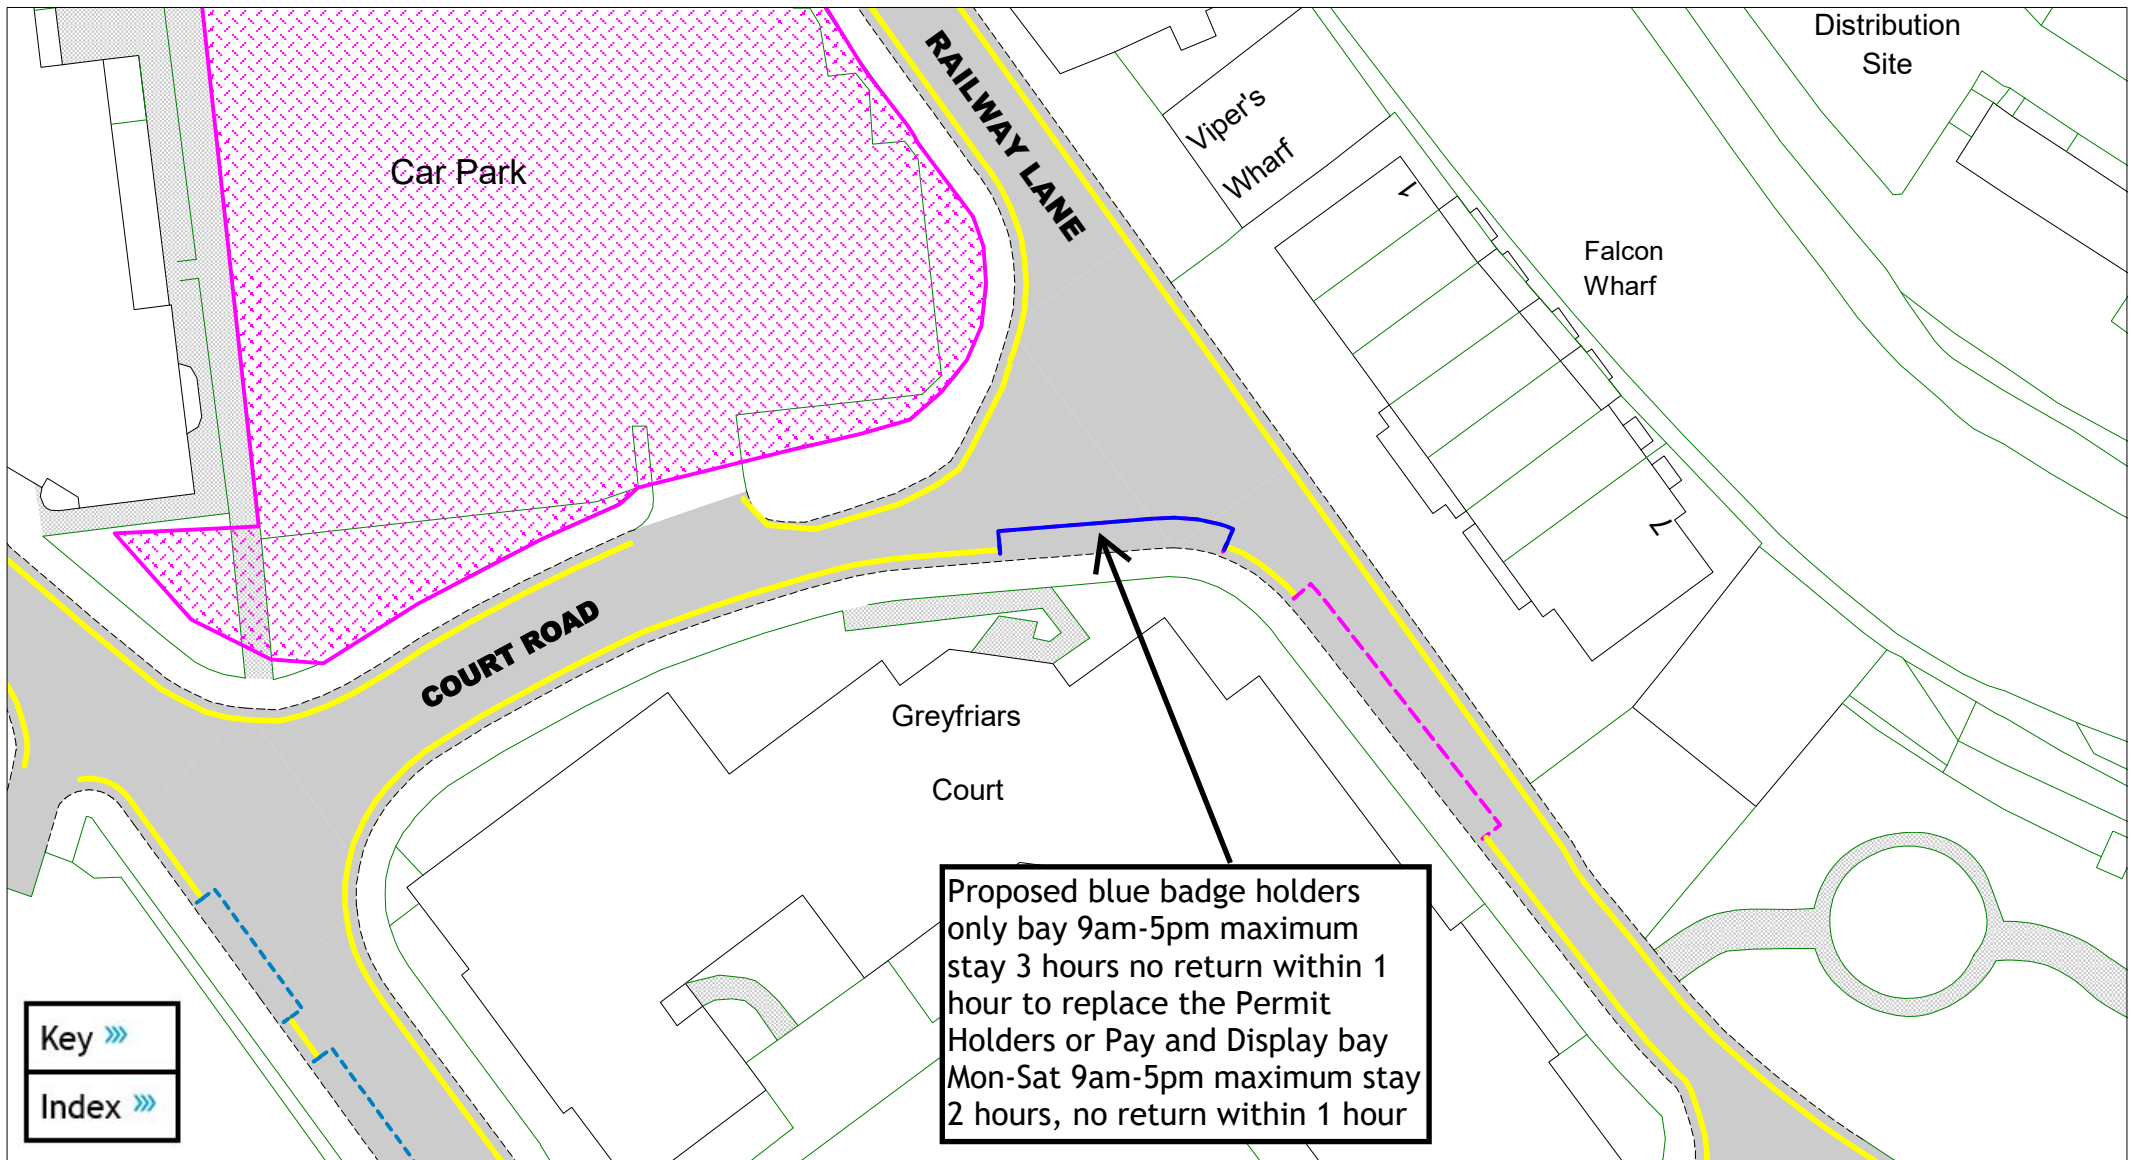 Distribution
Site
RAILWAY LANE
Viper's
Wharf
Car Park
1
Falcon
Wharf
7
COURT ROAD
Greyfriars
Court
Proposed blue badge holders
only bay 9am-5pm maximum
stay 3 hours no return within 1
hour to replace the Permit
Holders or Pay and Display bay
Mon-Sat 9am-5pm maximum stay
2 hours, no return within 1 hour
Key »»
Index »»